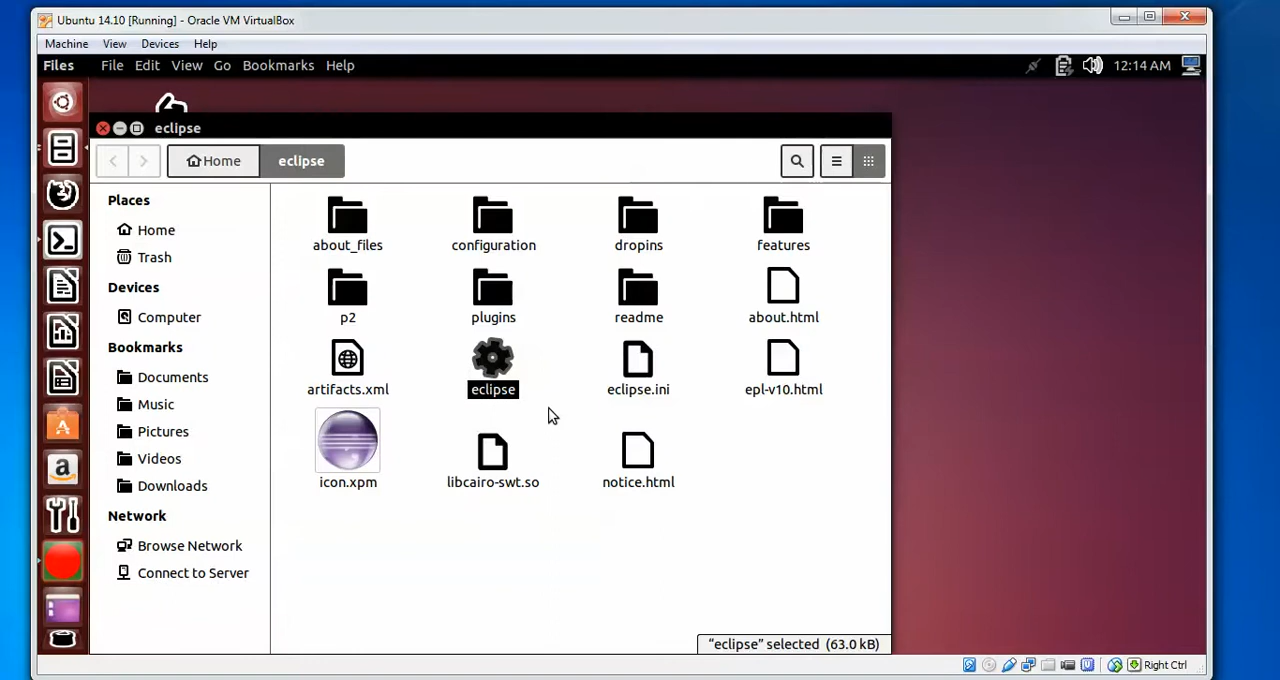 Ubuntu 14.10 [Running] - Oracle VM VirtualBox
Machine View Devices Help
Files File Edit View Go Bookmarks Help 12:14 AM
eclipse
Home eclipse
Places
Home
Trash
Devices
Computer
Bookmarks
Documents
Music
Pictures
Videos
Downloads
Network
Browse Network
Connect to Server
about_files configuration dropins features
p2 plugins readme about.html
artifacts.xml eclipse eclipse.ini epl-v10.html
icon.xpm libcairo-swt.so notice.html
“eclipse” selected (63.0 kB)
Right Ctrl